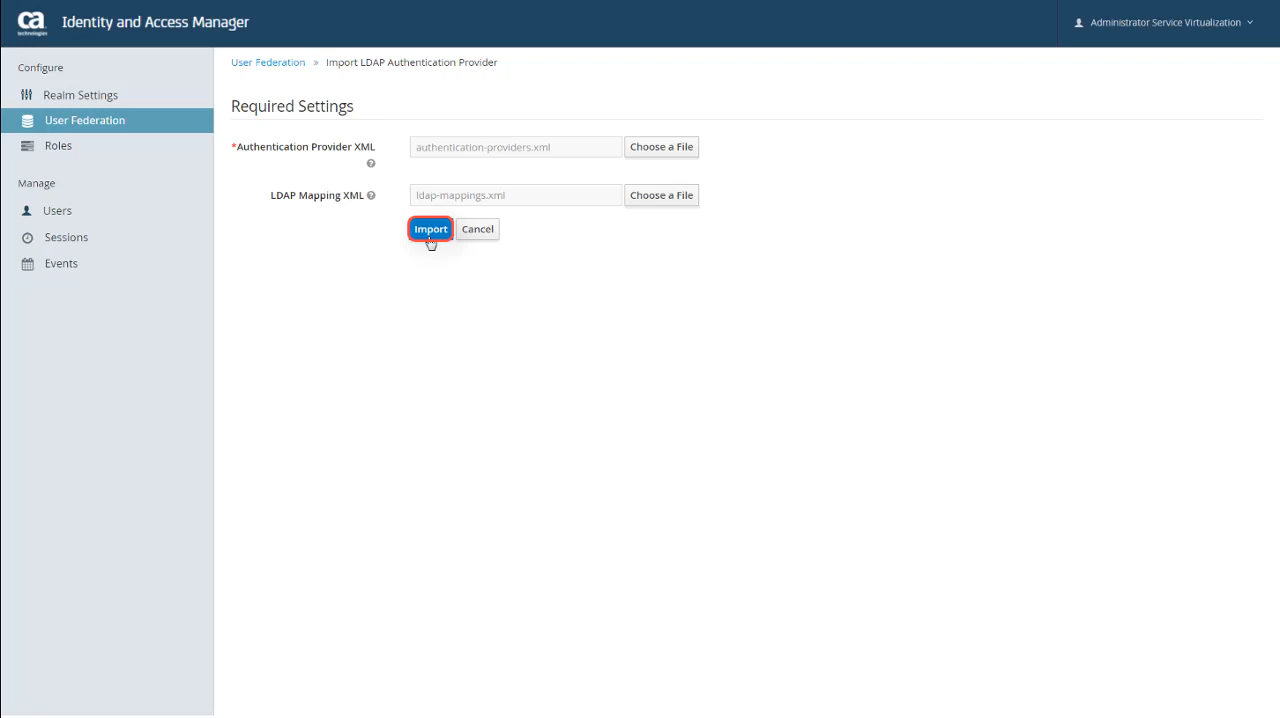 ca
technologies
Identity and Access Manager
Administrator Service Virtualization
Configure
Realm Settings
User Federation
Roles
Manage
Users
Sessions
Events
User Federation » Import LDAP Authentication Provider
Required Settings
*Authentication Provider XML
authentication-providers.xml
Choose a File
LDAP Mapping XML
ldap-mappings.xml
Choose a File
Import
Cancel